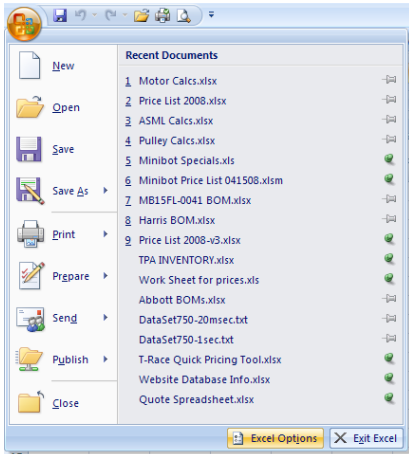 Recent Documents
New
Open
Save
Save As
Print
Prepare
Send
Publish
Close
1 Motor Calcs.xlsx
2 Price List 2008.xlsx
3 ASML Calcs.xlsx
4 Pulley Calcs.xlsx
5 Minibot Specials.xls
6 Minibot Price List 041508.xlsm
7 MB15FL-0041 BOM.xlsx
8 Harris BOM.xlsx
9 Price List 2008-v3.xlsx
TPA INVENTORY.xlsx
Work Sheet for prices.xls
Abbott BOMs.xlsx
DataSet750-20msec.txt
DataSet750-1sec.txt
T-Race Quick Pricing Tool.xlsx
Website Database Info.xlsx
Quote Spreadsheet.xlsx
Excel Options
Exit Excel